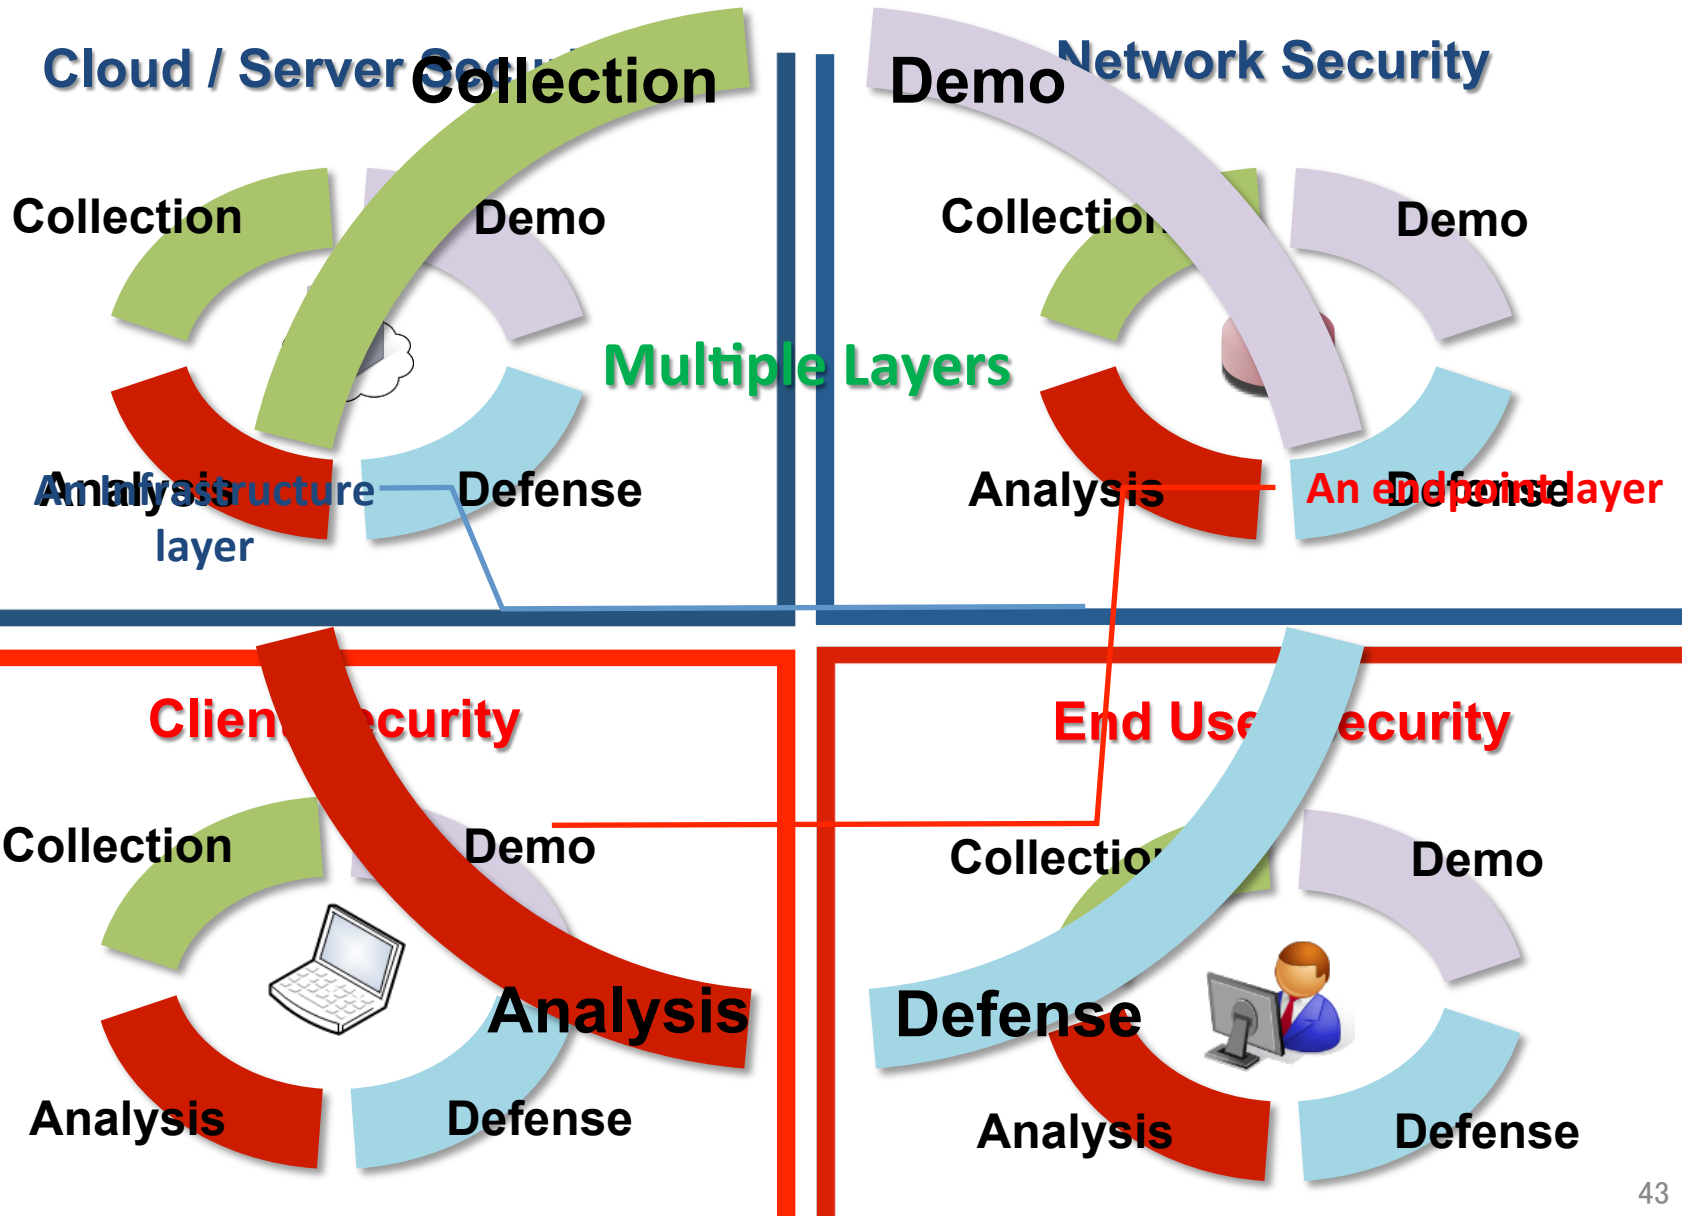 Cloud / Server Secu
Collection
Demo
Network Security
Collection
Demo
Collection
Demo
Multiple Layers
Analysis
An Infrastructure
layer
Defense
Analysis
An endpoint layer
Defense
Client Security
End User Security
Collection
Demo
Collection
Demo
Analysis
Defense
Analysis
Defense
Analysis
Defense
43